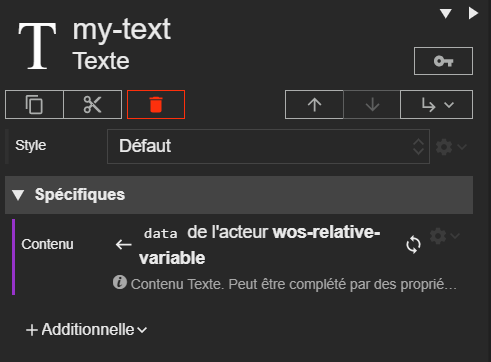 T my-text
Texte
Style Défaut
Spécifiques
Contenu ← data de l'acteur wos-relative-
variable
Contenu Texte. Peut être complété par des proprié…
+ Additionnelle